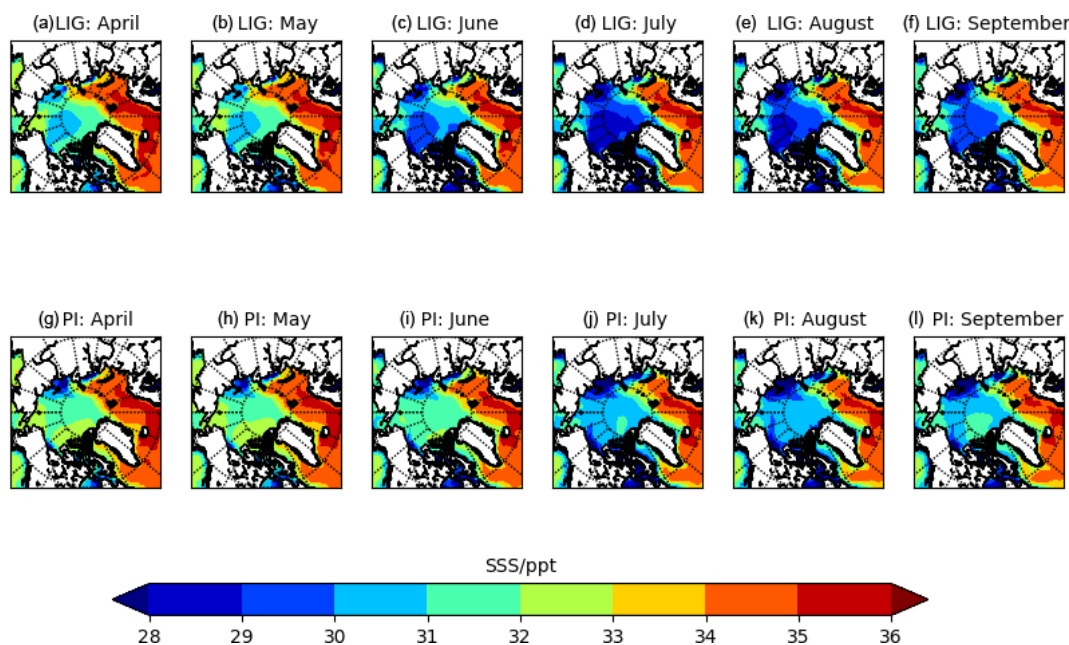 (a)LIG: April (b) LIG: May (c) LIG: June (d) LIG: July (e) LIG: August (f) LIG: September
(g) PI: April (h) PI: May (i) PI: June (j) PI: July (k) PI: August (l) PI: September
SSS/ppt
28 29 30 31 32 33 34 35 36